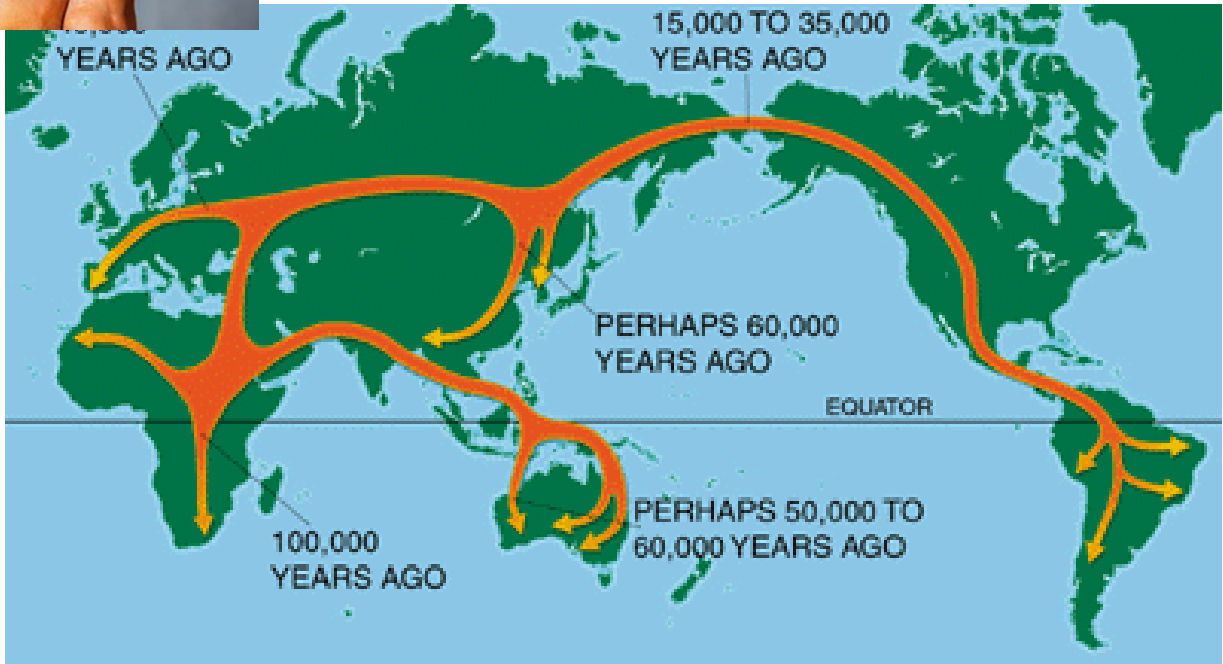 YEARS AGO
15,000 TO 35,000
YEARS AGO
PERHAPS 60,000
YEARS AGO
EQUATOR
PERHAPS 50,000 TO
60,000 YEARS AGO
100,000
YEARS AGO